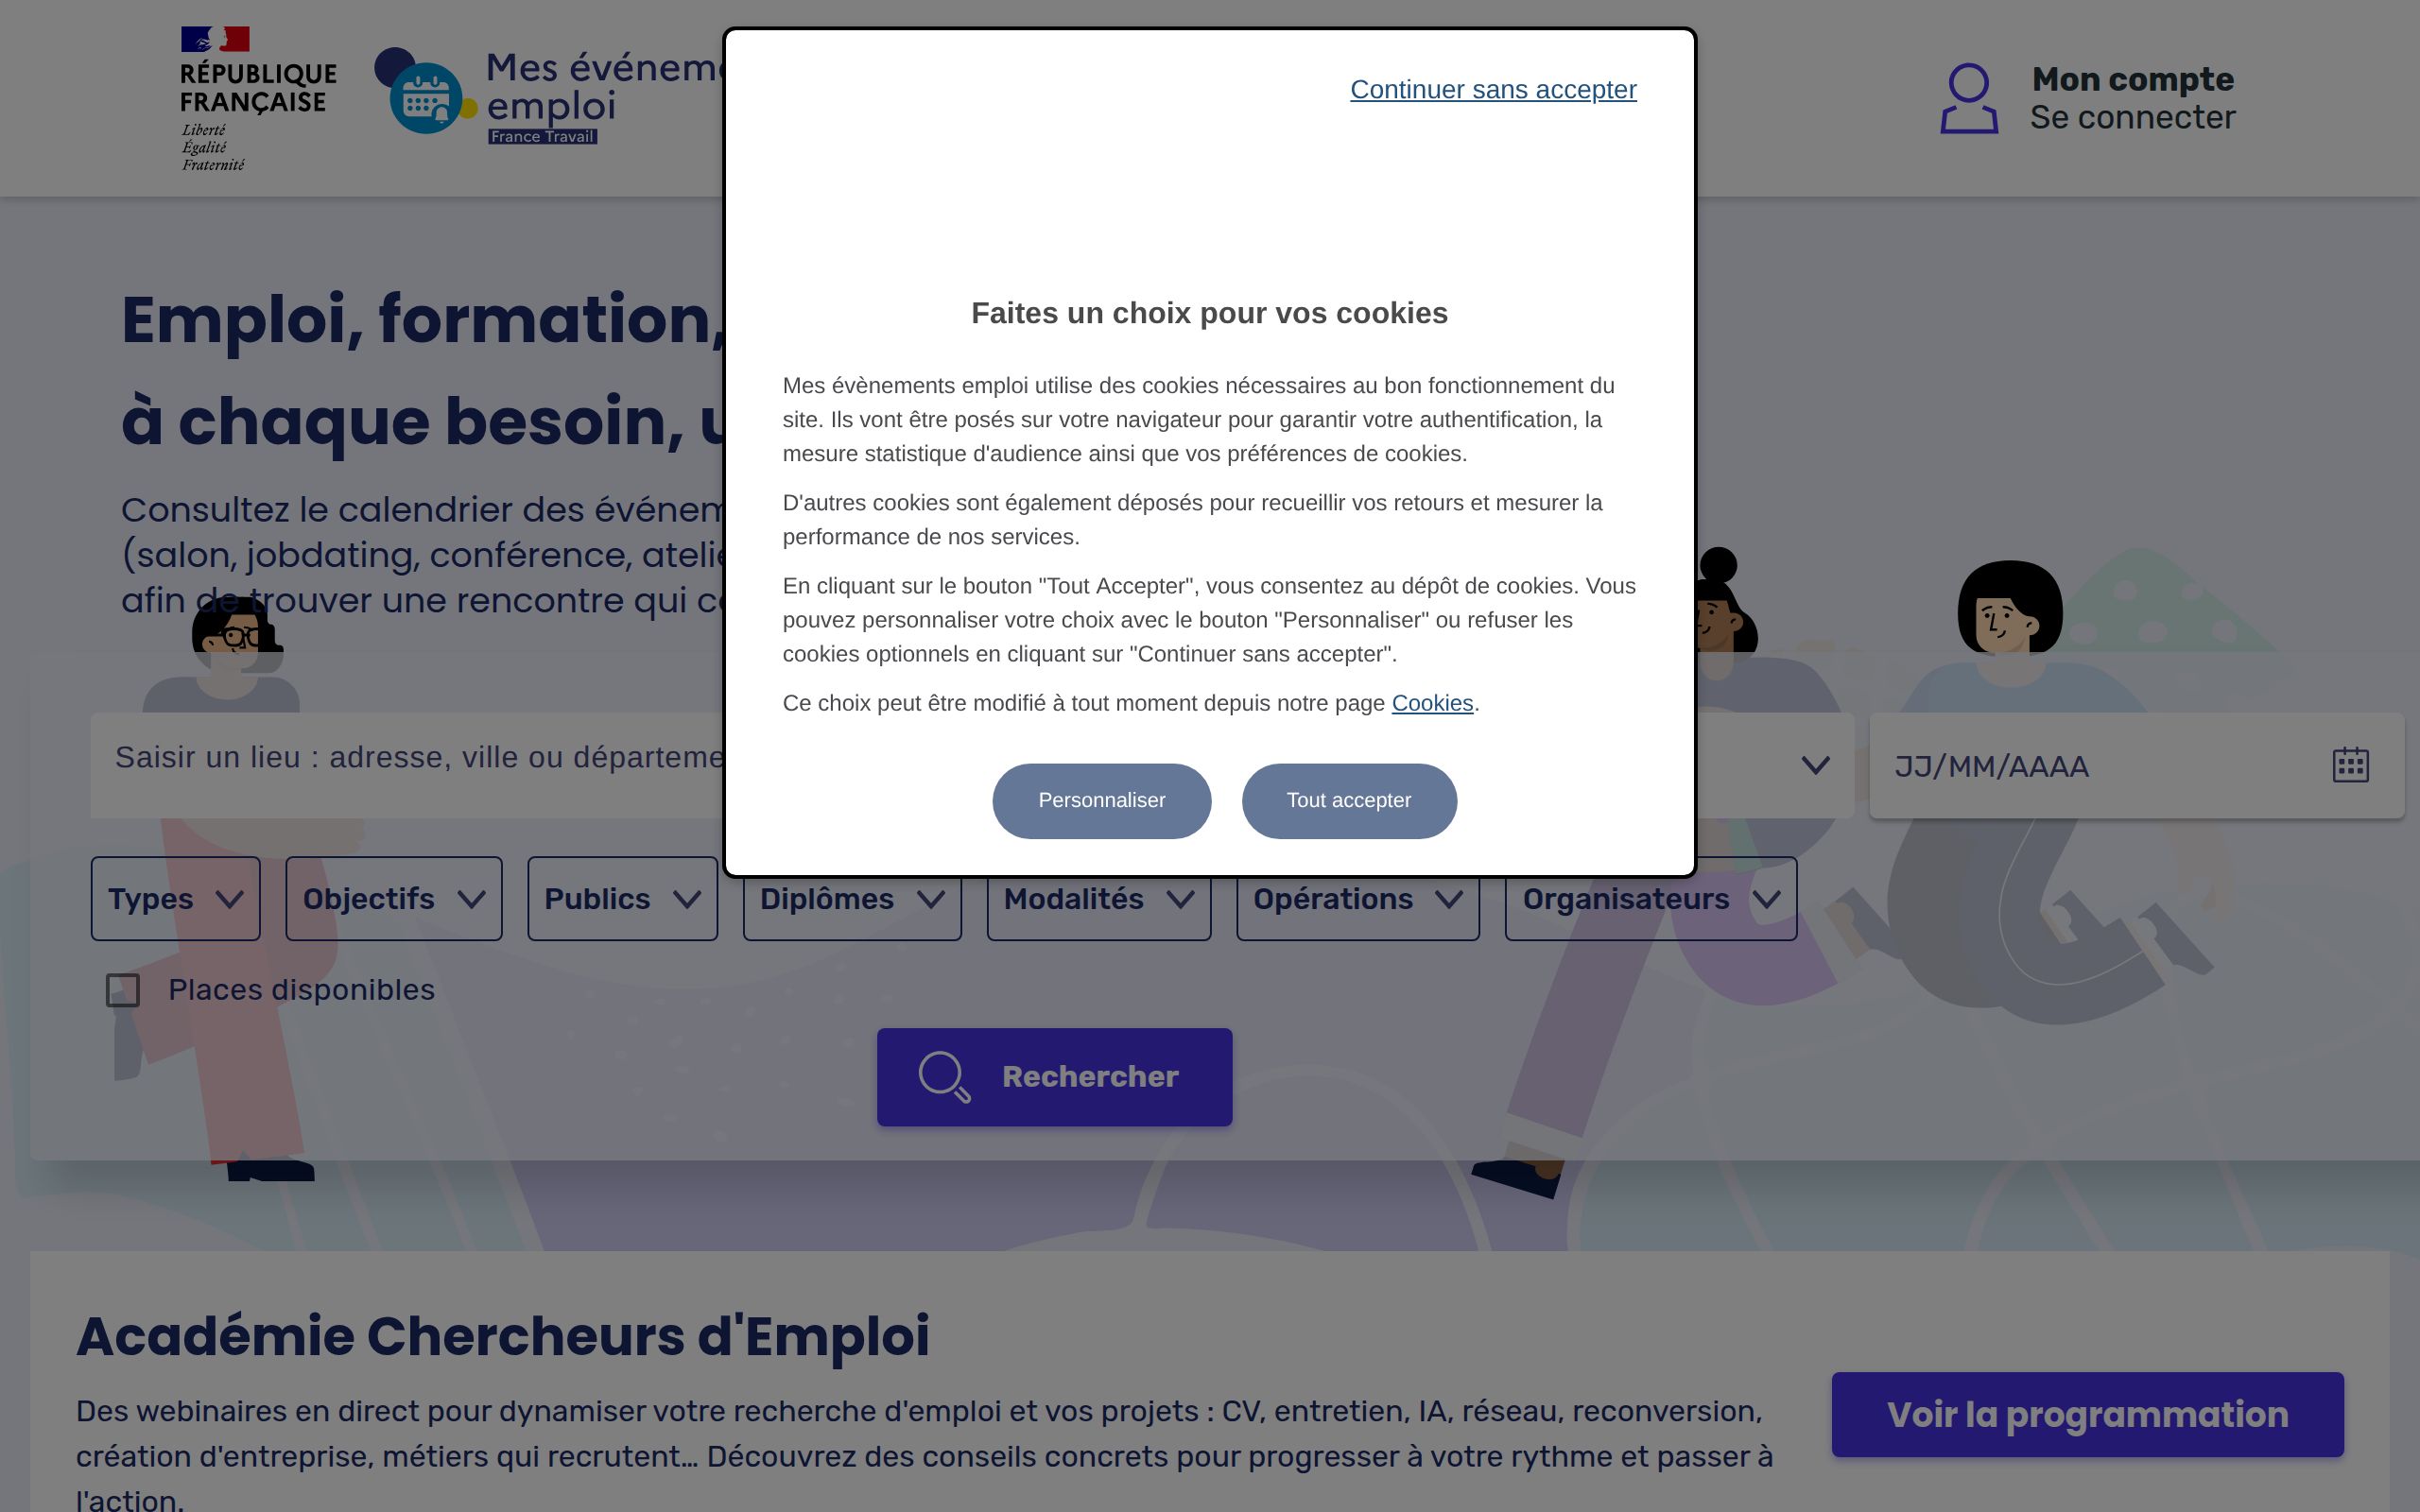 RÉPUBLIQUE
FRANÇAISE
Liberté
Égalité
Fraternité
Mes événem
emploi
France Travail
Mon compte
Se connecter
Continuer sans accepter
Emploi, formation,
à chaque besoin, u
Consultez le calendrier des événem
(salon, jobdating, conférence, atelie
afin de trouver une rencontre qui co
Faites un choix pour vos cookies
Mes évènements emploi utilise des cookies nécessaires au bon fonctionnement du
site. Ils vont être posés sur votre navigateur pour garantir votre authentification, la
mesure statistique d'audience ainsi que vos préférences de cookies.
D'autres cookies sont également déposés pour recueillir vos retours et mesurer la
performance de nos services.
En cliquant sur le bouton "Tout Accepter", vous consentez au dépôt de cookies. Vous
pouvez personnaliser votre choix avec le bouton "Personnaliser" ou refuser les
cookies optionnels en cliquant sur "Continuer sans accepter".
Ce choix peut être modifié à tout moment depuis notre page Cookies.
Personnaliser Tout accepter
Saisir un lieu : adresse, ville ou départeme
JJ/MM/AAAA
Types Objectifs Publics Diplômes Modalités Opérations Organisateurs
Places disponibles
Rechercher
Académie Chercheurs d'Emploi
Des webinaires en direct pour dynamiser votre recherche d'emploi et vos projets : CV, entretien, IA, réseau, reconversion,
création d'entreprise, métiers qui recrutent... Découvrez des conseils concrets pour progresser à votre rythme et passer à
l'action.
Voir la programmation